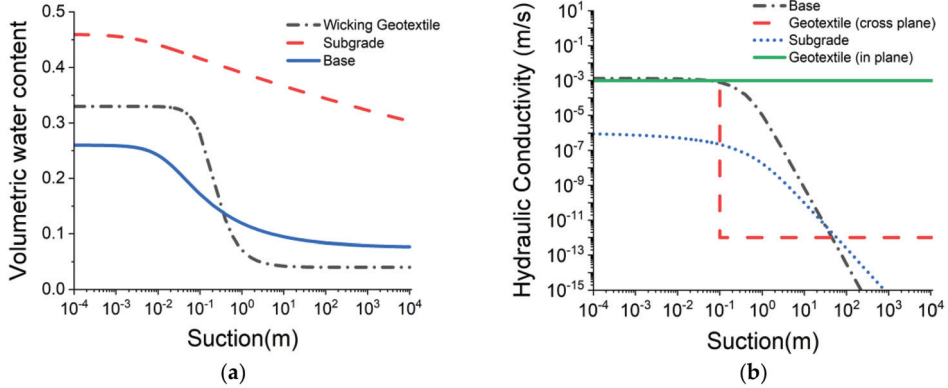 Volumetric water content
0.5
0.4
0.3
0.2
0.1
0.0
Wicking Geotextile
Subgrade
Base
10⁻⁴ 10⁻³ 10⁻² 10⁻¹ 10⁰ 10¹ 10² 10³ 10⁴
Suction(m)
(a)
Hydraulic Conductivity (m/s)
10¹
10⁻¹
10⁻³
10⁻⁵
10⁻⁷
10⁻⁹
10⁻¹¹
10⁻¹³
10⁻¹⁵
Base
Geotextile (cross plane)
Subgrade
Geotextile (in plane)
10⁻⁴ 10⁻³ 10⁻² 10⁻¹ 10⁰ 10¹ 10² 10³ 10⁴
Suction(m)
(b)